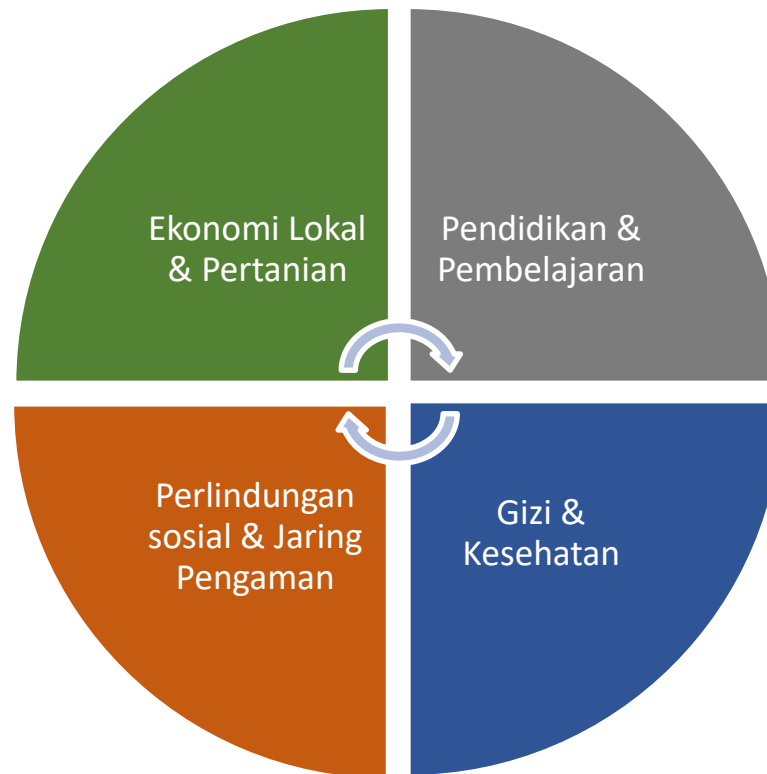 Ekonomi Lokal
& Pertanian
Pendidikan &
Pembelajaran
Perlindungan
sosial & Jaring
Pengaman
Gizi &
Kesehatan